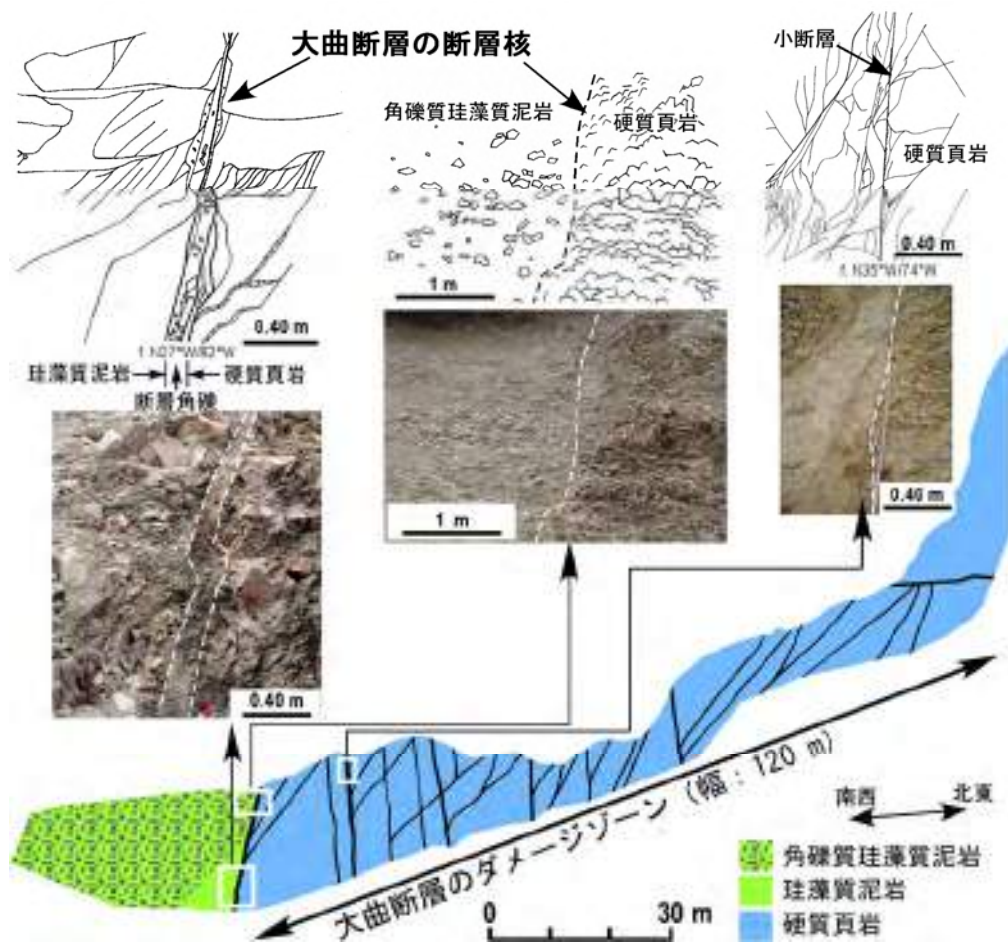 大曲断層の断層核
小断層
角礫質珪藻質泥岩
硬質頁岩
硬質頁岩
0.40 m
1 m
0.40 m
珪藻質泥岩
硬質頁岩
断層角礫
1 m
0.40 m
0.40 m
大曲断層のダメージゾーン（幅：120 m）
南西
北東
角礫質珪藻質泥岩
珪藻質泥岩
硬質頁岩
0
30 m